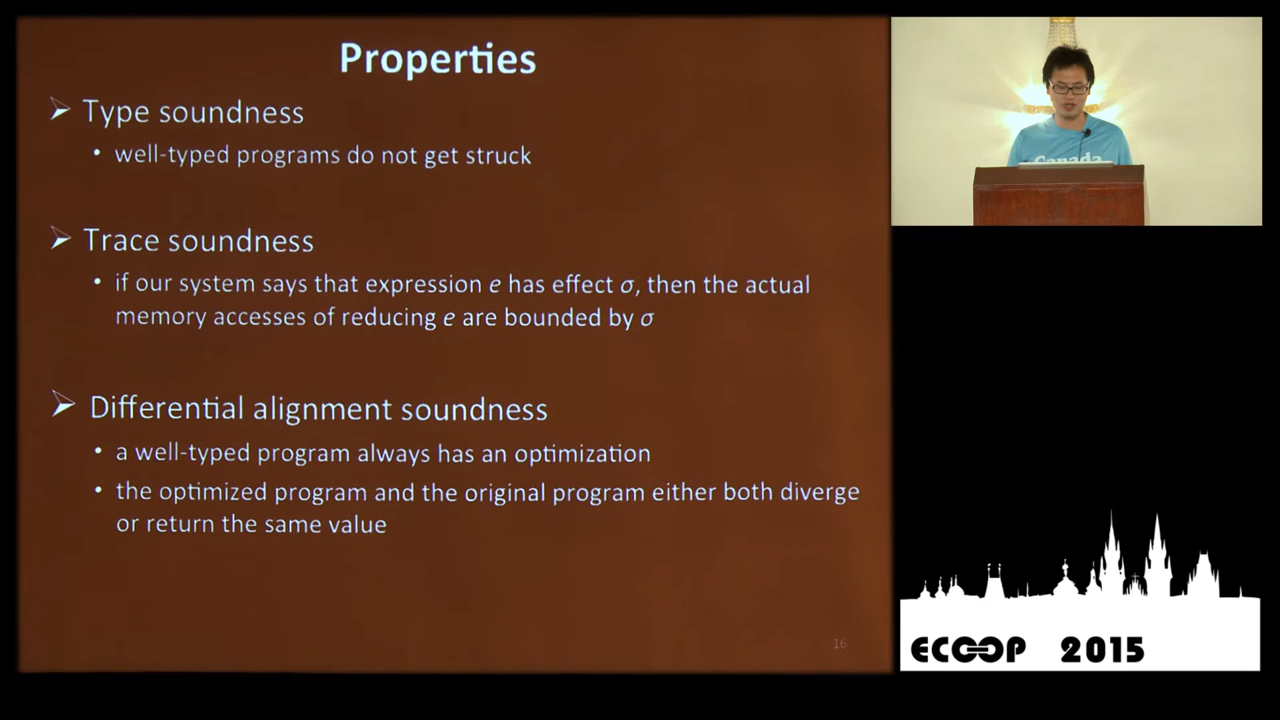 Properties
Type soundness
• well-typed programs do not get struck
Trace soundness
• if our system says that expression e has effect σ, then the actual
memory accesses of reducing e are bounded by σ
Differential alignment soundness
• a well-typed program always has an optimization
• the optimized program and the original program either both diverge
or return the same value
16
Canada
ECOOP 2015